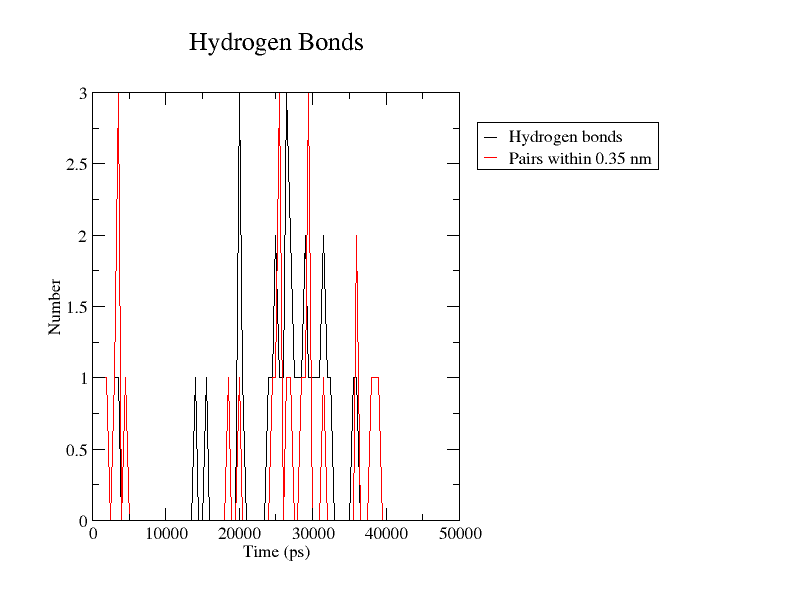 Hydrogen Bonds
3
2.5
2
1.5
1
0.5
0
Number
0 10000 20000 30000 40000 50000
Time (ps)
Hydrogen bonds
Pairs within 0.35 nm